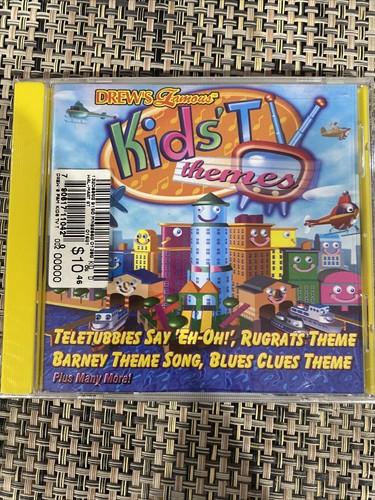 DREW'S Famous™
Kids' TV
themes
$10
TELETUBBIES SAY 'EH-OH!', RUGRATS THEME
BARNEY THEME SONG, BLUES CLUES THEME
Plus Many More!